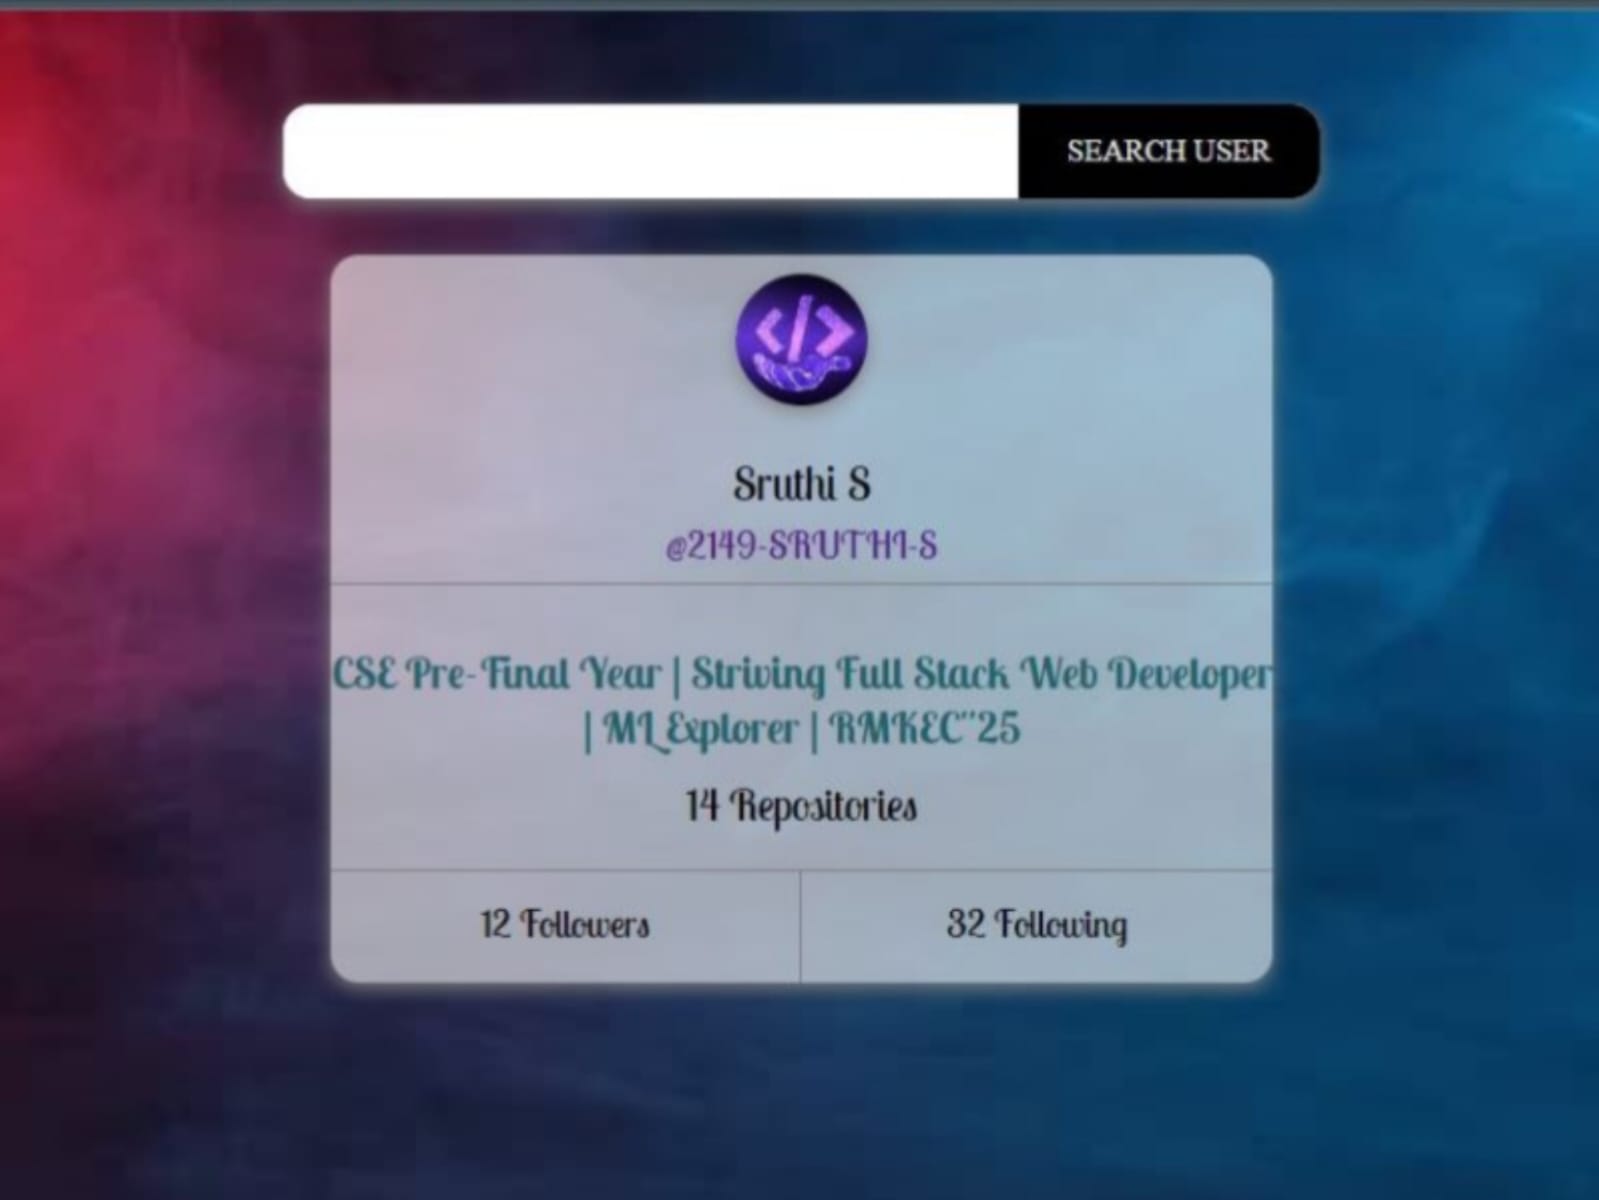 SEARCH USER
Sruthi S
@2149-SRUTHI-S
CSE Pre-Final Year | Striving Full Stack Web Developer
| ML Explorer | RMKEC"25
14 Repositories
12 Followers
32 Following